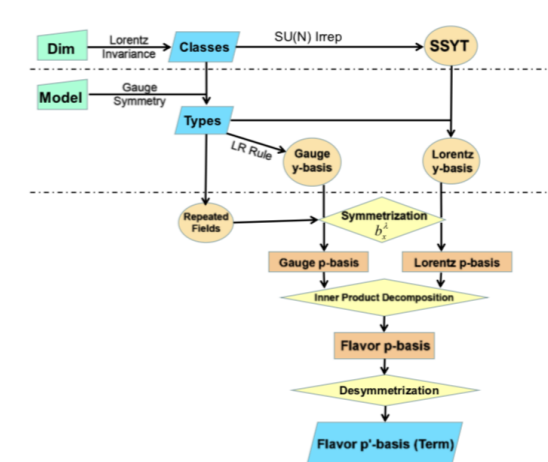 SU(N) Irrep
Dim
Lorentz
Invariance
Classes
SSYT
Model
Gauge
Symmetry
Types
LR Rule
Gauge
y-basis
Lorentz
y-basis
Repeated
Fields
Symmetrization
b_x^λ
Gauge p-basis
Lorentz p-basis
Inner Product Decomposition
Flavor p-basis
Desymmetrization
Flavor p'-basis (Term)